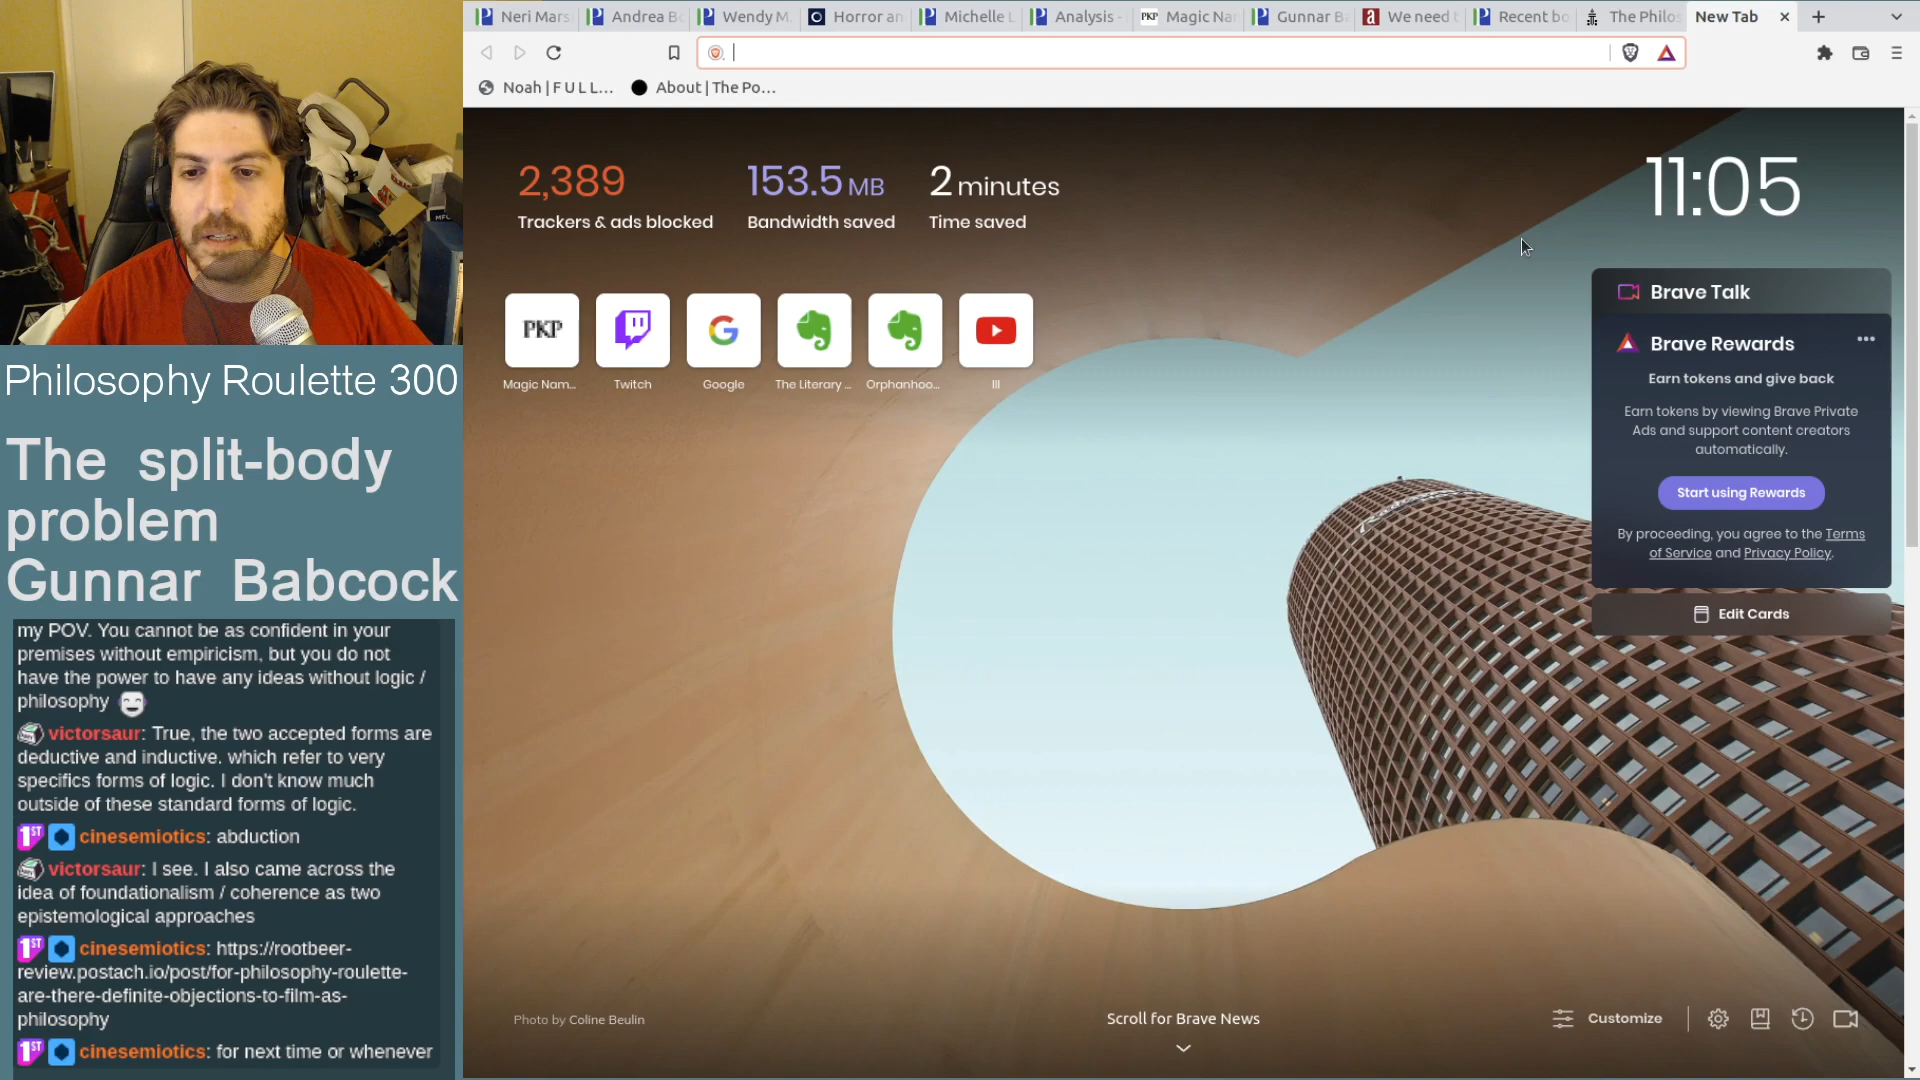 Neri Mars
Andrea Bo
Wendy M.
Horror an
Michelle L
PKP
Analysis -
Magic Nar
Gunnar Ba
a
We need t
Recent bo
The Philos
New Tab
Noah | F U L L...
About | The Po...
2,389
Trackers & ads blocked
153.5 MB
Bandwidth saved
2 minutes
Time saved
11:05
PKP
Magic Nam...
Twitch
Google
The Literary ...
Orphanhoo...
III
Brave Talk
Brave Rewards
Earn tokens and give back
Earn tokens by viewing Brave Private
Ads and support content creators
automatically.
Start using Rewards
By proceeding, you agree to the Terms
of Service and Privacy Policy.
Edit Cards
Photo by Coline Beulin
Scroll for Brave News
Customize
Philosophy Roulette 300
The split-body
problem
Gunnar Babcock
my POV. You cannot be as confident in your
premises without empiricism, but you do not
have the power to have any ideas without logic /
philosophy
victorsaur: True, the two accepted forms are
deductive and inductive. which refer to very
specifics forms of logic. I don't know much
outside of these standard forms of logic.
1ST cinesemiotics: abduction
victorsaur: I see. I also came across the
idea of foundationalism / coherence as two
epistemological approaches
1ST cinesemiotics: https://rootbeer-
review.postach.io/post/for-philosophy-roulette-
are-there-definite-objections-to-film-as-
philosophy
1ST cinesemiotics: for next time or whenever